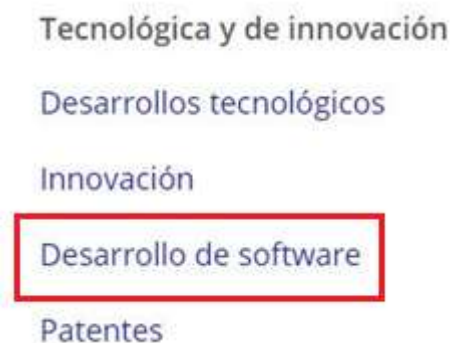 Tecnológica y de innovación
Desarrollos tecnológicos
Innovación
Desarrollo de software
Patentes